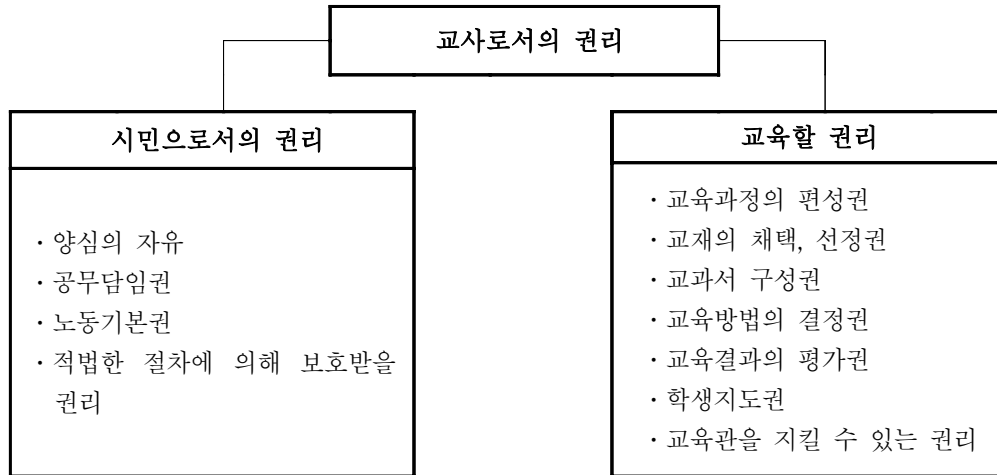 교사로서의 권리
시민으로서의 권리
· 양심의 자유
· 공무담임권
· 노동기본권
· 적법한 절차에 의해 보호받을
권리
교육할 권리
· 교육과정의 편성권
· 교재의 채택, 선정권
· 교과서 구성권
· 교육방법의 결정권
· 교육결과의 평가권
· 학생지도권
· 교육관을 지킬 수 있는 권리